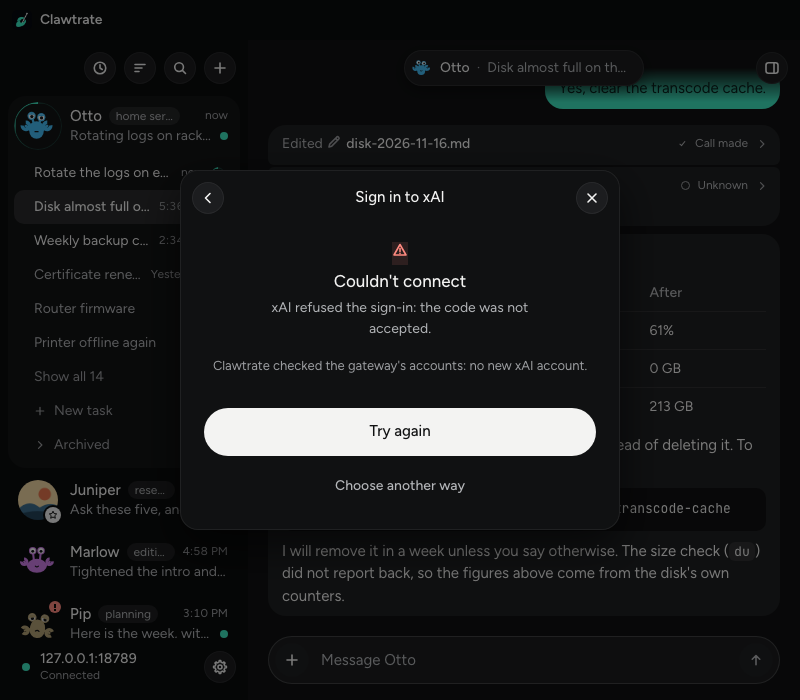 Clawtrate
Otto · Disk almost full on th...
Yes, clear the transcode cache.
Otto home ser... now
Rotating logs on rack...
Rotate the logs on e...
Disk almost full o... 5:36
Weekly backup c... 2:34
Certificate rene... Yeste
Router firmware
Printer offline again
Show all 14
+ New task
Archived
Juniper rese...
Ask these five, an
Marlow editi... 4:58 PM
Tightened the intro and...
Pip planning 3:10 PM
Here is the week. wit...
127.0.0.1:18789
Connected
Edited disk-2026-11-16.md Call made
Unknown
After
61%
0 GB
213 GB
ead of deleting it. To
transcode-cache
I will remove it in a week unless you say otherwise. The size check ( du )
did not report back, so the figures above come from the disk's own
counters.
Message Otto
Sign in to xAI
Couldn't connect
xAI refused the sign-in: the code was not
accepted.
Clawtrate checked the gateway's accounts: no new xAI account.
Try again
Choose another way